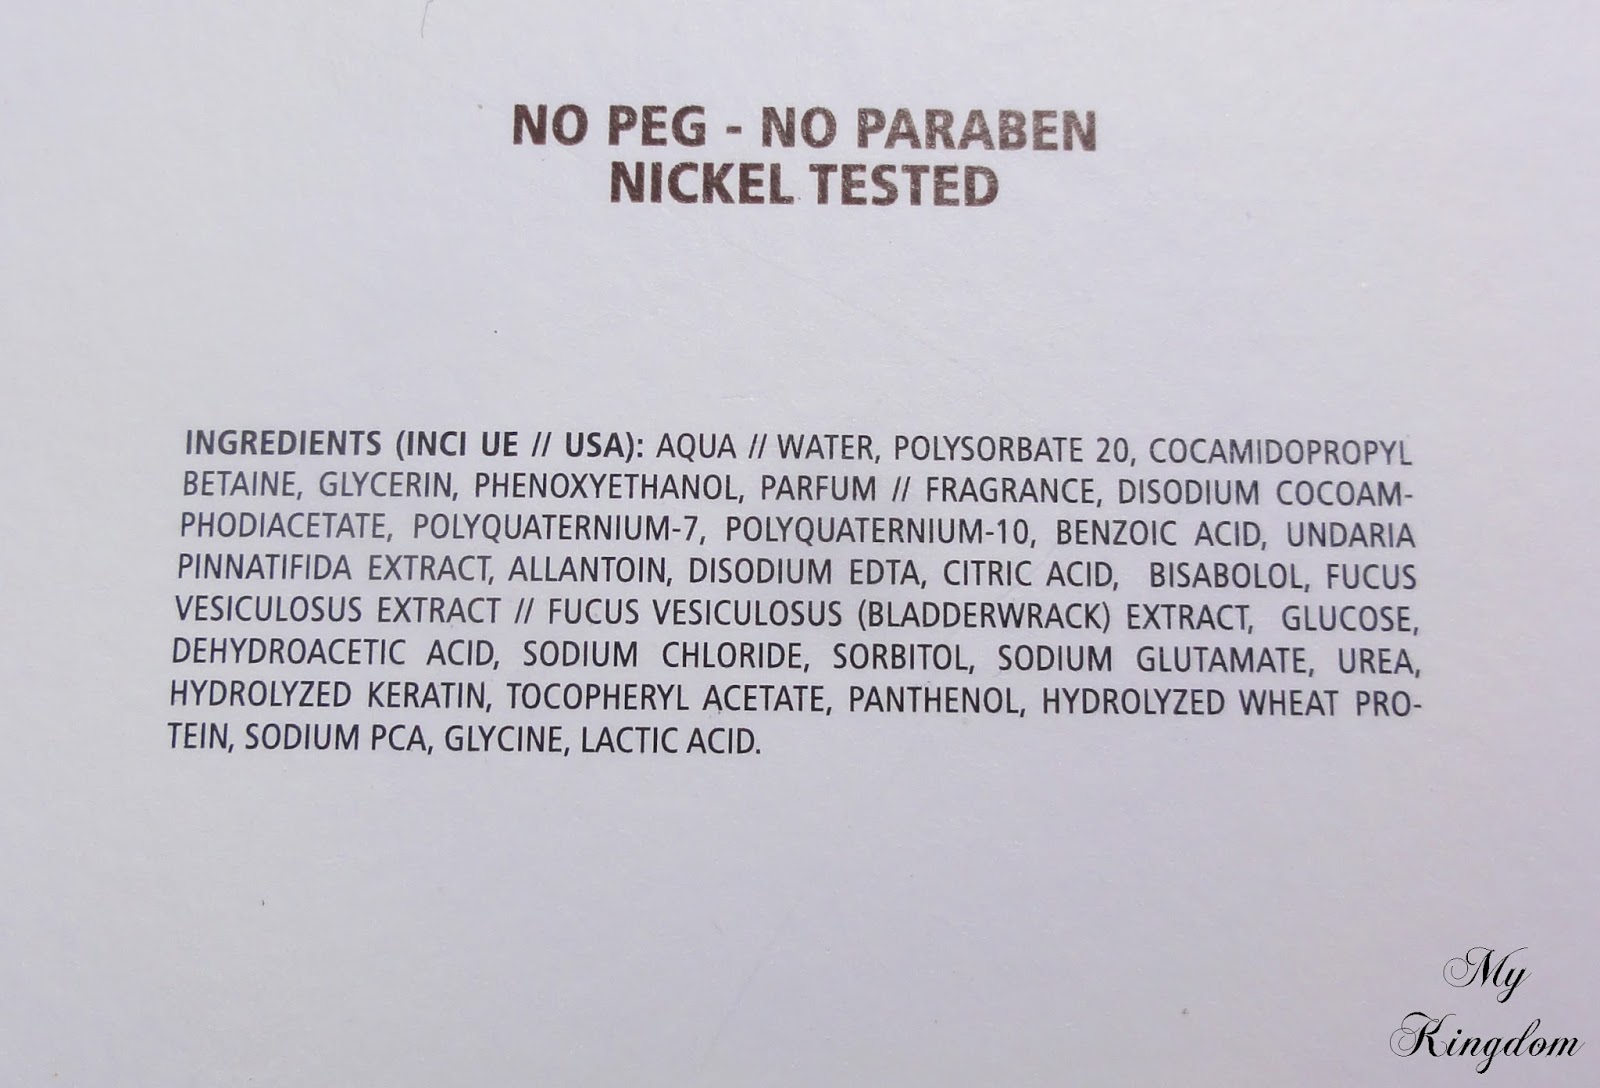 NO PEG - NO PARABEN
NICKEL TESTED
INGREDIENTS (INCI UE // USA): AQUA // WATER, POLYSORBATE 20, COCAMIDOPROPYL
BETAINE, GLYCERIN, PHENOXYETHANOL, PARFUM // FRAGRANCE, DISODIUM COCOAM-
PHODIACETATE, POLYQUATERNIUM-7, POLYQUATERNIUM-10, BENZOIC ACID, UNDARIA
PINNATIFIDA EXTRACT, ALLANTOIN, DISODIUM EDTA, CITRIC ACID, BISABOLOL, FUCUS
VESICULOSUS EXTRACT // FUCUS VESICULOSUS (BLADDERWRACK) EXTRACT, GLUCOSE,
DEHYDROACETIC ACID, SODIUM CHLORIDE, SORBITOL, SODIUM GLUTAMATE, UREA,
HYDROLYZED KERATIN, TOCOPHERYL ACETATE, PANTHENOL, HYDROLYZED WHEAT PRO-
TEIN, SODIUM PCA, GLYCINE, LACTIC ACID.
My
Kingdom